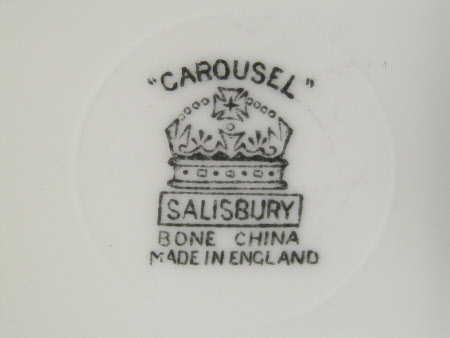 "CAROUSEL"
SALISBURY
BONE CHINA
MADE IN ENGLAND